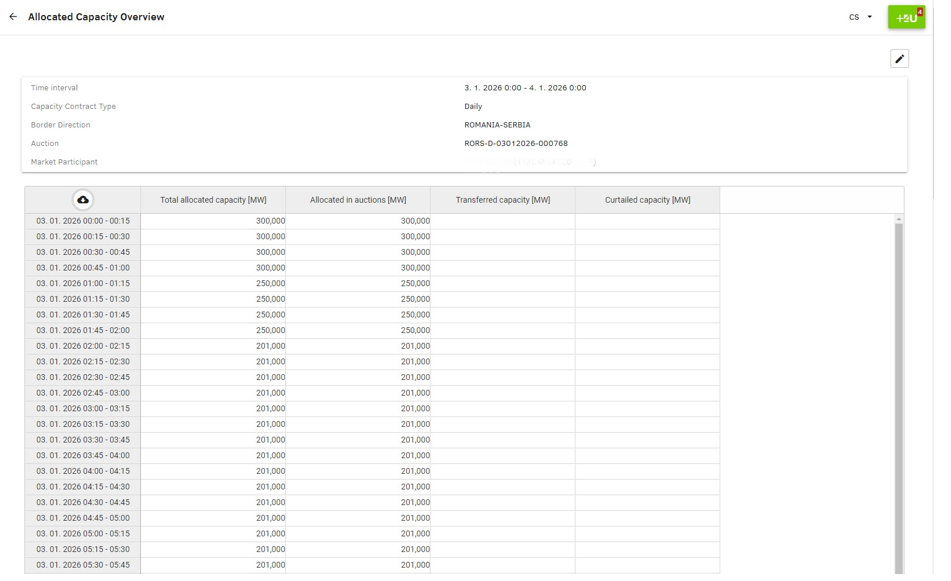 Allocated Capacity Overview
CS
4
Time interval 3. 1. 2026 0:00 - 4. 1. 2026 0:00
Capacity Contract Type Daily
Border Direction ROMANIA-SERBIA
Auction RORS-D-03012026-000768
Market Participant
Total allocated capacity [MW] Allocated in auctions [MW] Transferred capacity [MW] Curtailed capacity [MW]
03. 01. 2026 00:00 - 00:15 300,000 300,000
03. 01. 2026 00:15 - 00:30 300,000 300,000
03. 01. 2026 00:30 - 00:45 300,000 300,000
03. 01. 2026 00:45 - 01:00 300,000 300,000
03. 01. 2026 01:00 - 01:15 250,000 250,000
03. 01. 2026 01:15 - 01:30 250,000 250,000
03. 01. 2026 01:30 - 01:45 250,000 250,000
03. 01. 2026 01:45 - 02:00 250,000 250,000
03. 01. 2026 02:00 - 02:15 201,000 201,000
03. 01. 2026 02:15 - 02:30 201,000 201,000
03. 01. 2026 02:30 - 02:45 201,000 201,000
03. 01. 2026 02:45 - 03:00 201,000 201,000
03. 01. 2026 03:00 - 03:15 201,000 201,000
03. 01. 2026 03:15 - 03:30 201,000 201,000
03. 01. 2026 03:30 - 03:45 201,000 201,000
03. 01. 2026 03:45 - 04:00 201,000 201,000
03. 01. 2026 04:00 - 04:15 201,000 201,000
03. 01. 2026 04:15 - 04:30 201,000 201,000
03. 01. 2026 04:30 - 04:45 201,000 201,000
03. 01. 2026 04:45 - 05:00 201,000 201,000
03. 01. 2026 05:00 - 05:15 201,000 201,000
03. 01. 2026 05:15 - 05:30 201,000 201,000
03. 01. 2026 05:30 - 05:45 201,000 201,000